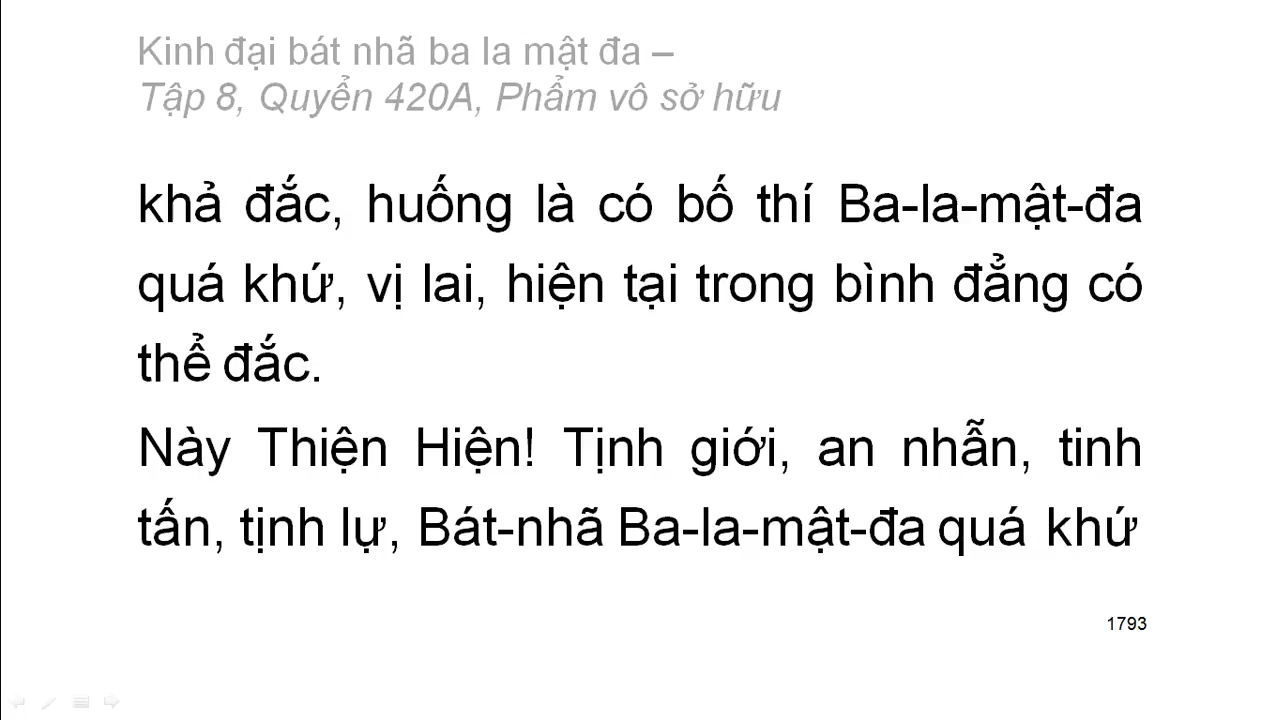 Kinh đại bát nhã ba la mật đa –
Tập 8, Quyển 420A, Phẩm vô sở hữu
khả đắc, huống là có bố thí Ba-la-mật-đa
quá khứ, vị lai, hiện tại trong bình đẳng có
thể đắc.
Này Thiện Hiện! Tịnh giới, an nhẫn, tinh
tấn, tịnh lự, Bát-nhã Ba-la-mật-đa quá khứ
1793